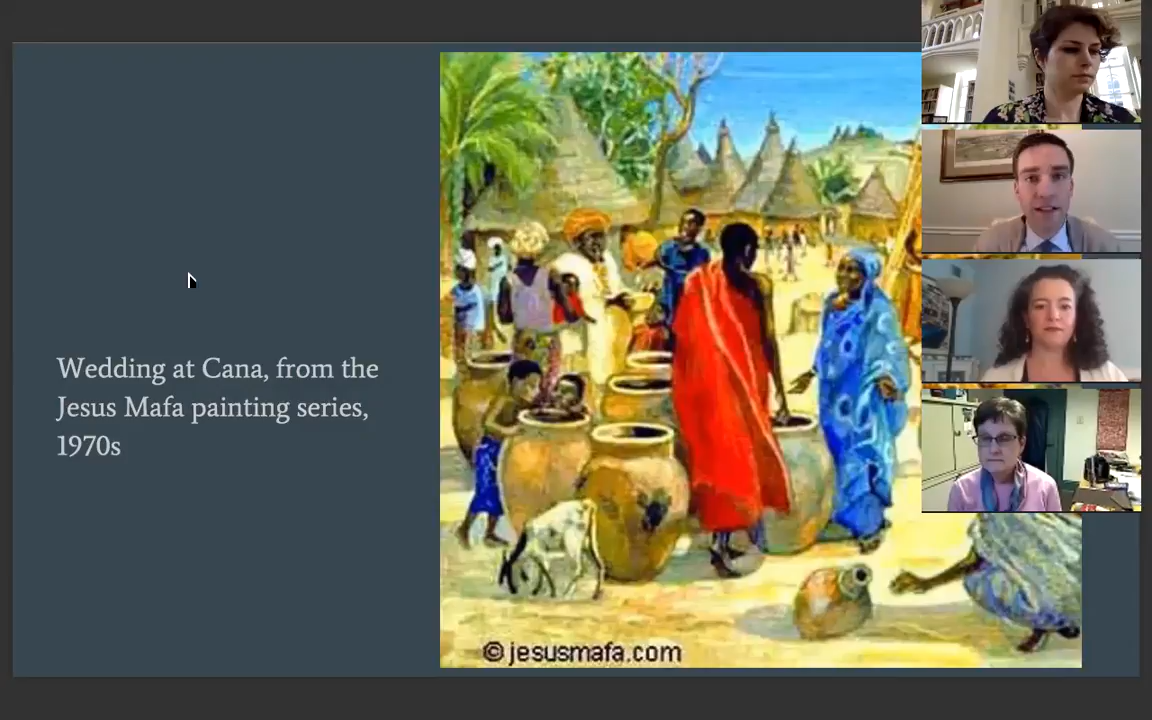 Wedding at Cana, from the
Jesus Mafa painting series,
1970s
© jesusmafa.com